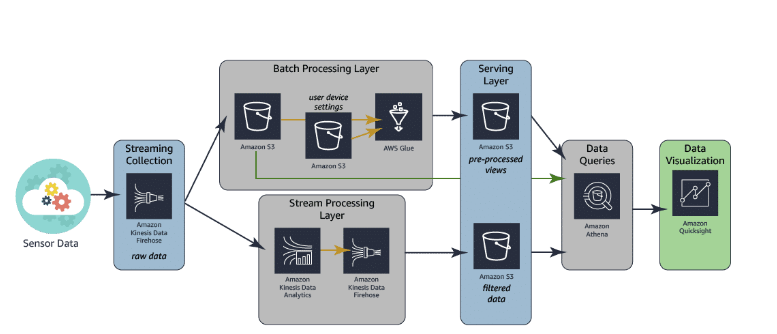 Batch Processing Layer
Serving
Layer
user device
settings
Amazon S3
Amazon S3
AWS Glue
Amazon S3
pre-processed
views
Streaming
Collection
Amazon
Kinesis Data
Firehose
raw data
Sensor Data
Stream Processing
Layer
Amazon
Kinesis Data
Analytics
Amazon
Kinesis Data
Firehose
Amazon S3
filtered
data
Data
Queries
Amazon
Athena
Data
Visualization
Amazon
Quicksight